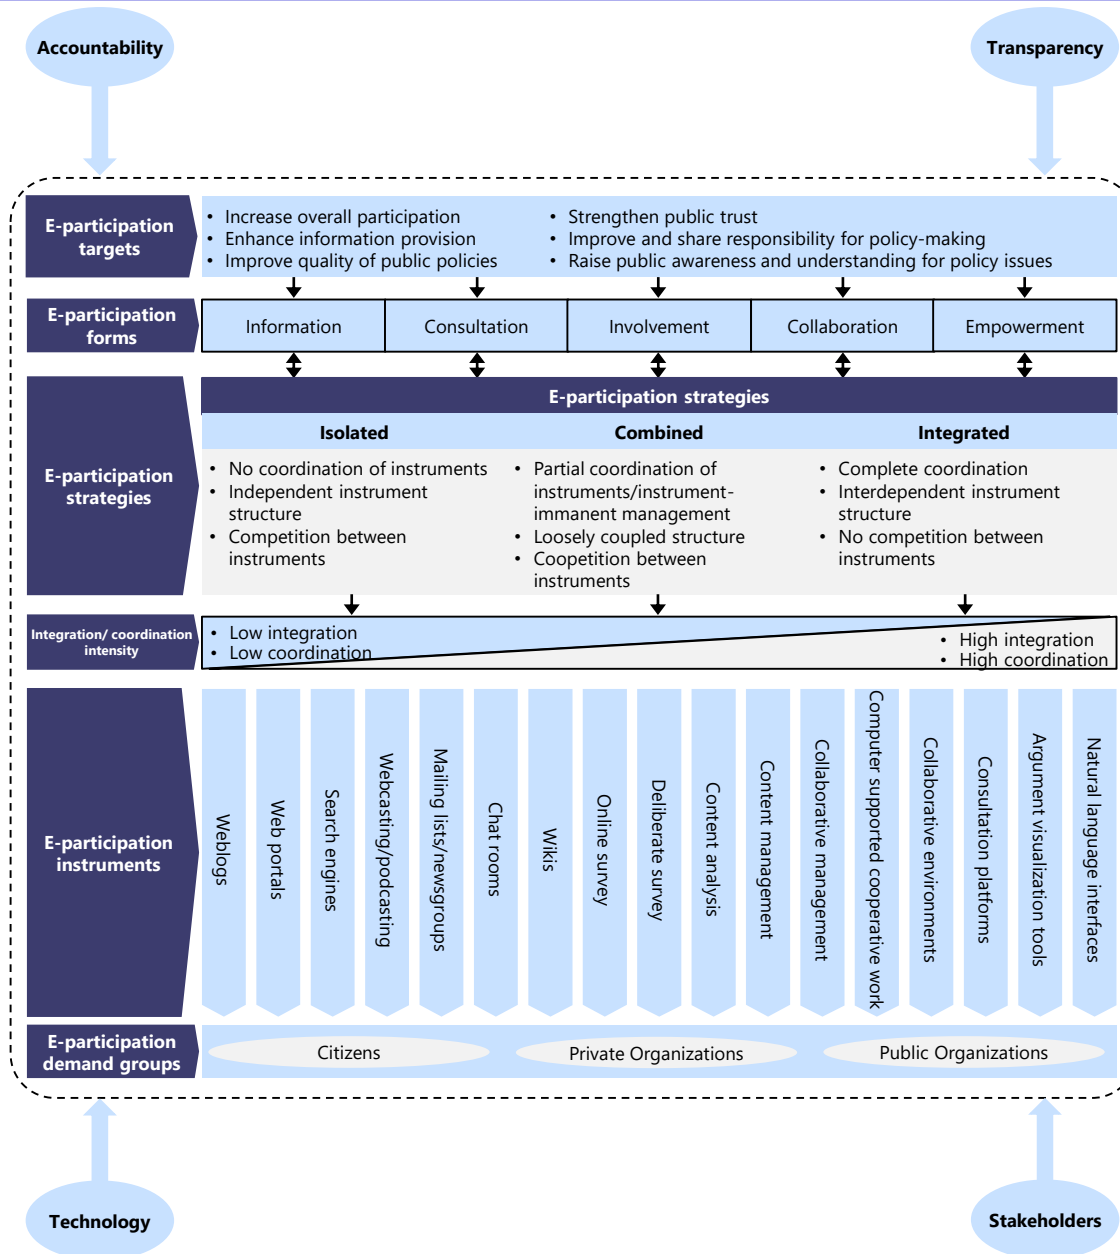 Accountability
Transparency
E-participation
targets
• Increase overall participation
• Enhance information provision
• Improve quality of public policies
• Strengthen public trust
• Improve and share responsibility for policy-making
• Raise public awareness and understanding for policy issues
E-participation
forms
Information
Consultation
Involvement
Collaboration
Empowerment
E-participation
strategies
E-participation strategies
Isolated
Combined
Integrated
• No coordination of instruments
• Independent instrument
structure
• Competition between
instruments
• Partial coordination of
instruments/instrument-
immanent management
• Loosely coupled structure
• Coopetition between
instruments
• Complete coordination
• Interdependent instrument
structure
• No competition between
instruments
Integration/ coordination
intensity
• Low integration
• Low coordination
• High integration
• High coordination
E-participation
instruments
Weblogs
Web portals
Search engines
Webcasting/podcasting
Mailing lists/newsgroups
Chat rooms
Wikis
Online survey
Deliberate survey
Content analysis
Content management
Collaborative management
Computer supported cooperative work
Collaborative environments
Consultation platforms
Argument visualization tools
Natural language interfaces
E-participation
demand groups
Citizens
Private Organizations
Public Organizations
Technology
Stakeholders